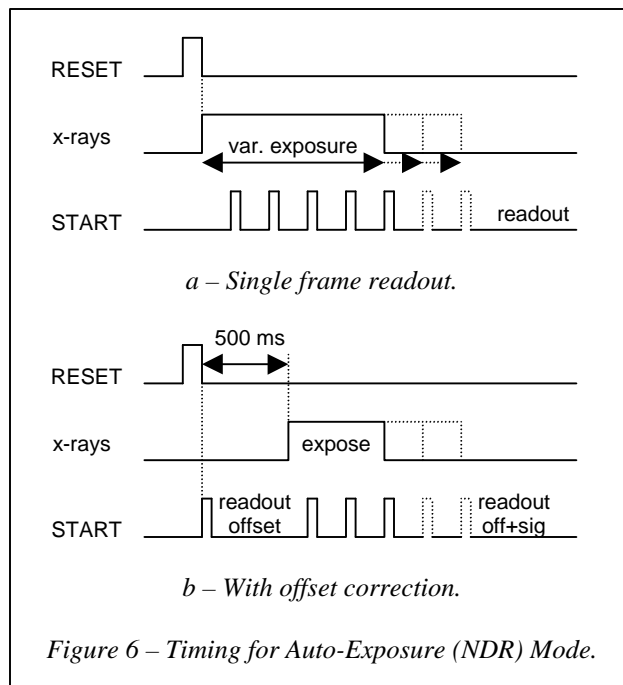 RESET
x-rays
var. exposure
START
readout
a – Single frame readout.
500 ms
RESET
x-rays
expose
START
readout
offset
readout
off+sig
b – With offset correction.
Figure 6 – Timing for Auto-Exposure (NDR) Mode.